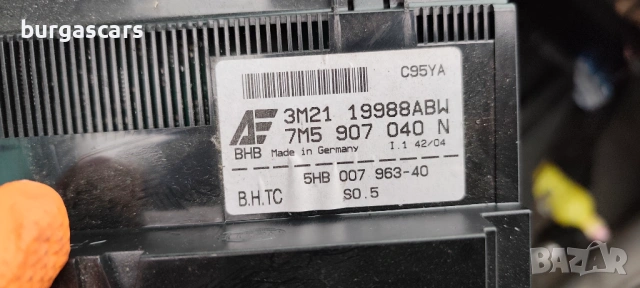 burgascars
C95YA
3M21 19988ABW
7M5 907 040 N
BHB Made in Germany I.1 42/04
5HB 007 963-40
B.H.TC SO.5
BAZAR